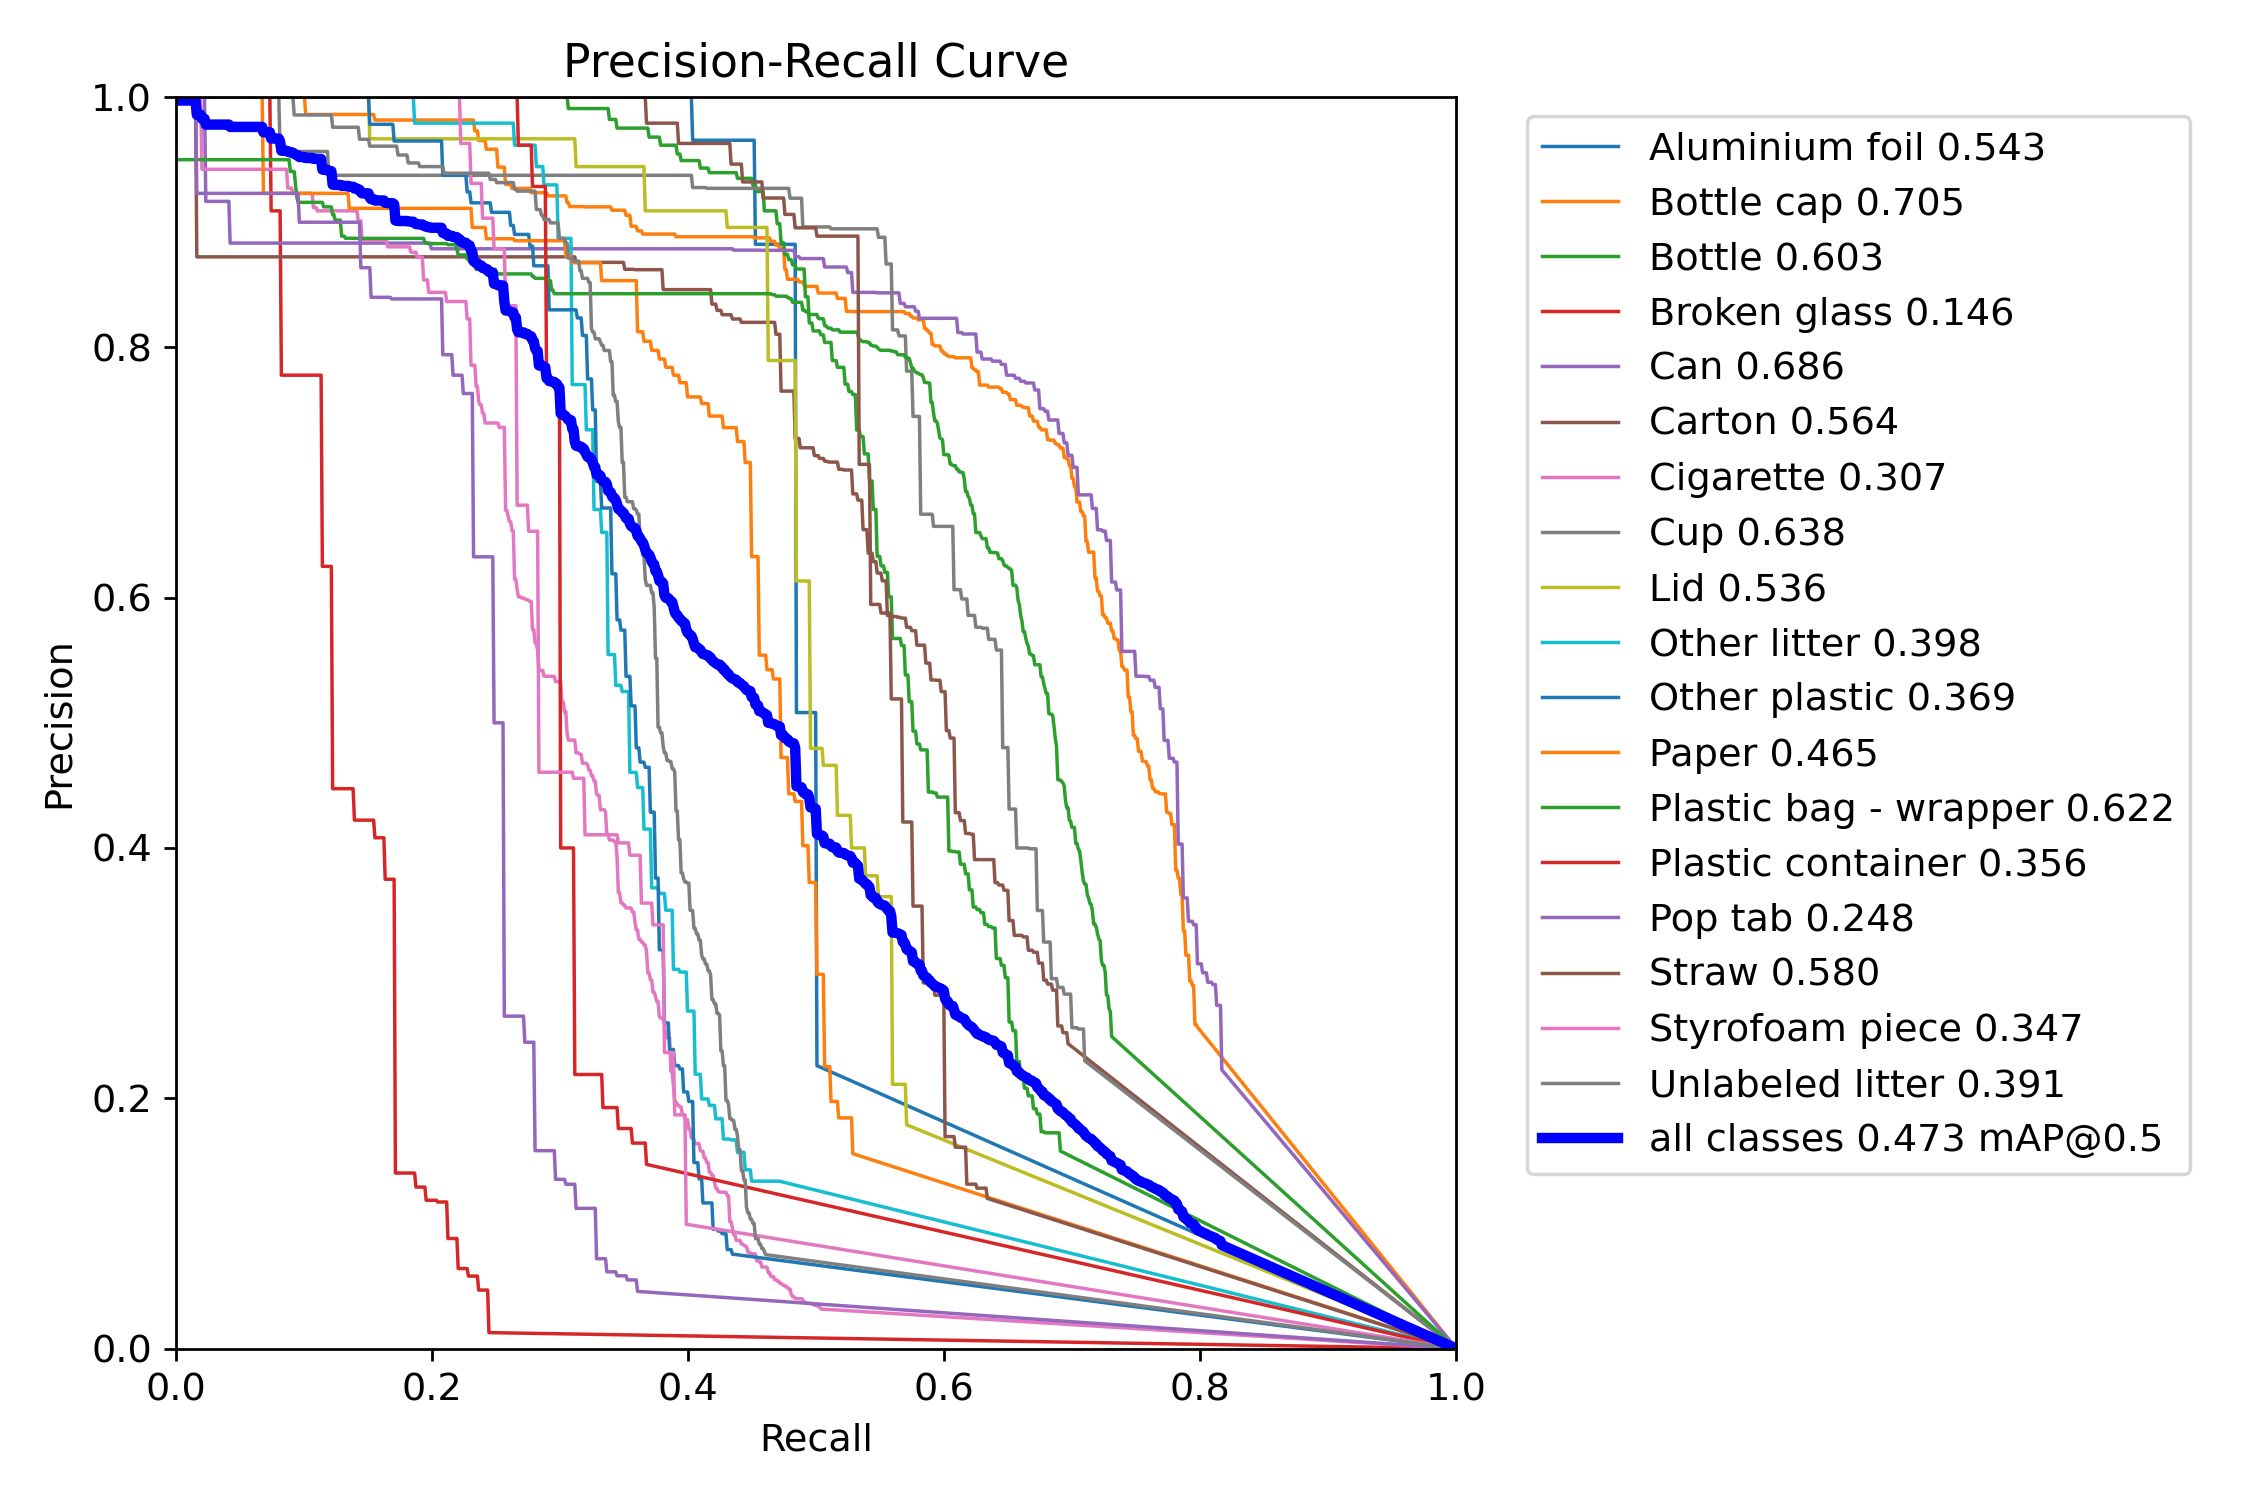 Precision-Recall Curve
1.0
0.8
0.6
0.4
0.2
0.0
Precision
0.0 0.2 0.4 0.6 0.8 1.0
Recall
Aluminium foil 0.543
Bottle cap 0.705
Bottle 0.603
Broken glass 0.146
Can 0.686
Carton 0.564
Cigarette 0.307
Cup 0.638
Lid 0.536
Other litter 0.398
Other plastic 0.369
Paper 0.465
Plastic bag - wrapper 0.622
Plastic container 0.356
Pop tab 0.248
Straw 0.580
Styrofoam piece 0.347
Unlabeled litter 0.391
all classes 0.473 mAP@0.5